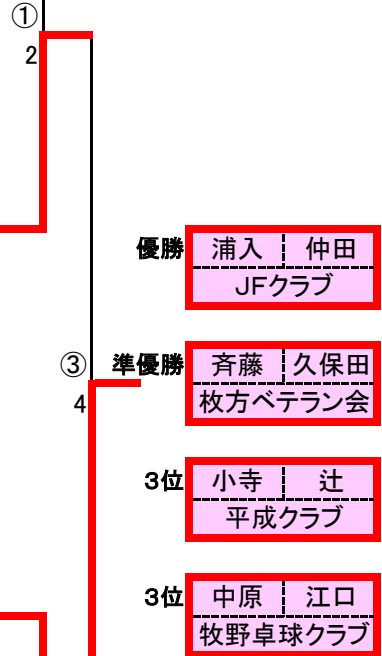 ①
2
優勝 浦入 仲田
JFクラブ
③ 準優勝 斉藤 久保田
4 枚方ベテラン会
3位 小寺 辻
平成クラブ
3位 中原 江口
牧野卓球クラブ